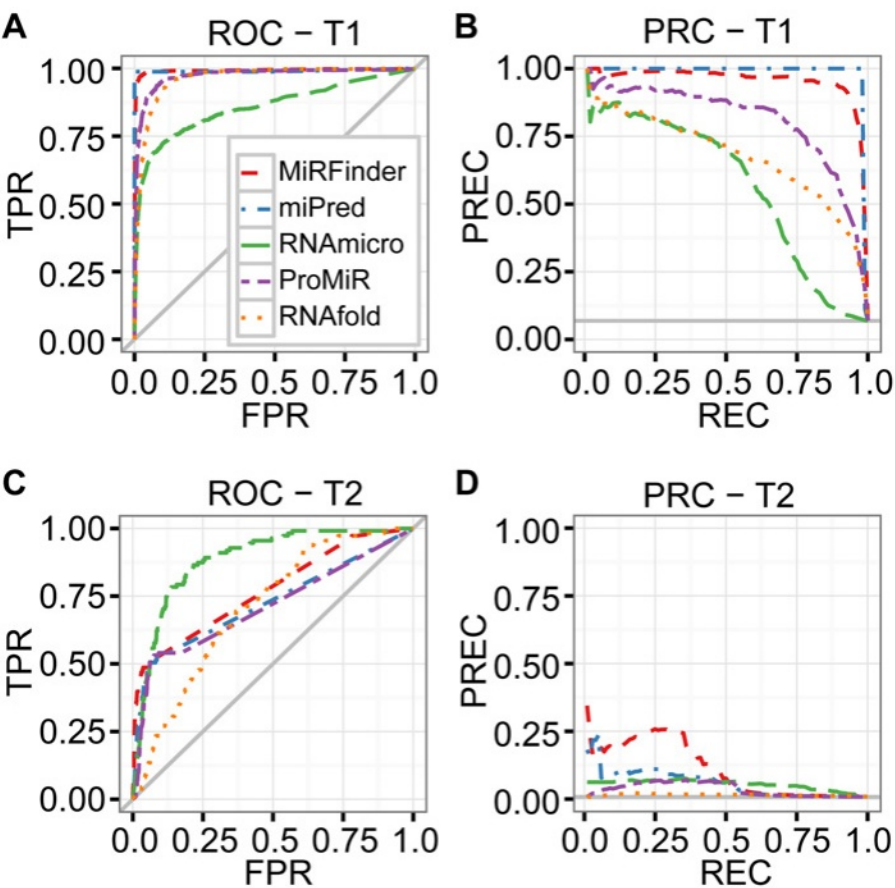 A
ROC − T1
1.00
0.75
0.50
0.25
0.00
TPR
0.0 0.25 0.50 0.75 1.0
FPR
MiRFinder
miPred
RNAmicro
ProMiR
RNAfold
B
PRC − T1
1.00
0.75
0.50
0.25
0.00
PREC
0.0 0.25 0.5 0.75 1.0
REC
C
ROC − T2
1.00
0.75
0.50
0.25
0.00
TPR
0.0 0.25 0.50 0.75 1.0
FPR
D
PRC − T2
1.00
0.75
0.50
0.25
0.00
PREC
0.0 0.25 0.5 0.75 1.0
REC